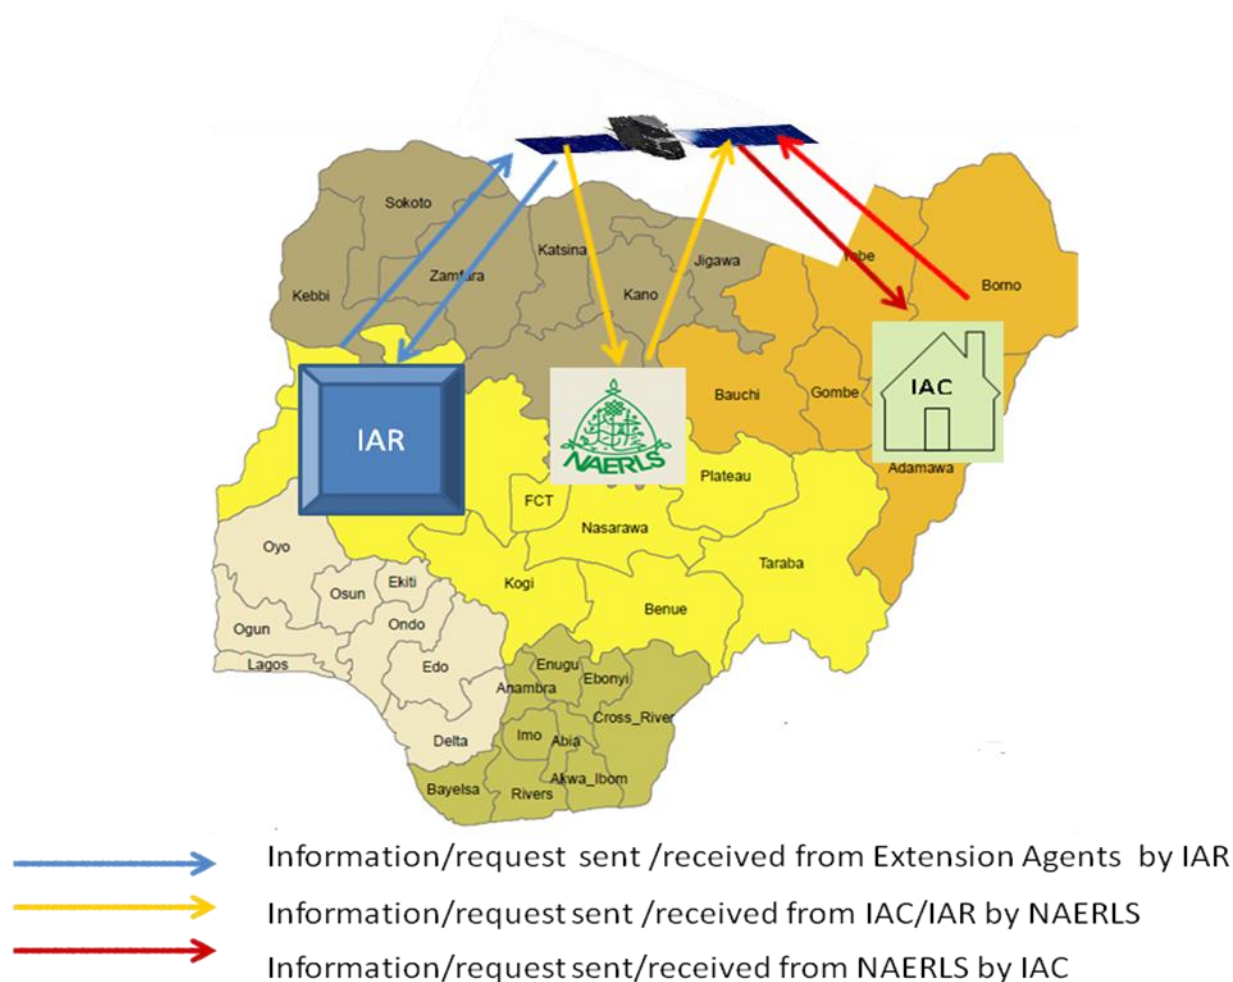 Sokoto
Katsina
Jigawa
Yobe
Zamfara
Kano
Borno
Kebbi
IAC
Bauchi
Gombe
IAR
NAERLS
Adamawa
Plateau
FCT
Nasarawa
Oyo
Taraba
Kogi
Ekiti
Osun
Benue
Ondo
Ogun
Lagos
Edo
Enugu
Ebonyi
Anambra
Cross_River
Imo
Abia
Delta
Akwa_Ibom
Bayelsa
Rivers
Information/request sent /received from Extension Agents by IAR
Information/request sent /received from IAC/IAR by NAERLS
Information/request sent/received from NAERLS by IAC